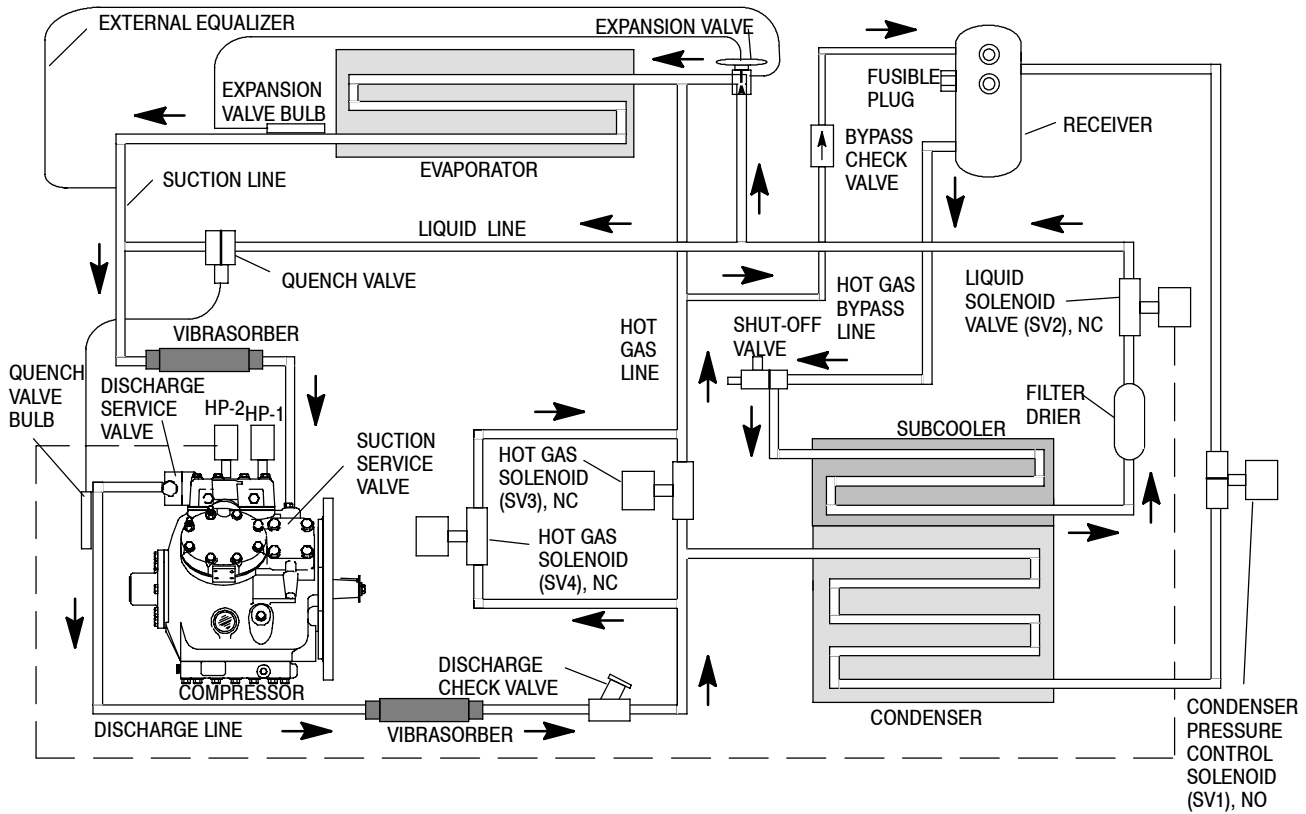 EXTERNAL EQUALIZER
EXPANSION VALVE
FUSIBLE
PLUG
EXPANSION
VALVE BULB
RECEIVER
BYPASS
CHECK
VALVE
EVAPORATOR
SUCTION LINE
LIQUID LINE
QUENCH VALVE
HOT GAS
BYPASS
LINE
LIQUID
SOLENOID
VALVE (SV2), NC
VIBRASORBER
HOT
GAS
LINE
SHUT-OFF
VALVE
QUENCH
VALVE
BULB
DISCHARGE
SERVICE
VALVE
HP-2
HP-1
FILTER
DRIER
SUCTION
SERVICE
VALVE
SUBCOOLER
HOT GAS
SOLENOID
(SV3), NC
HOT GAS
SOLENOID
(SV4), NC
DISCHARGE
CHECK VALVE
COMPRESSOR
CONDENSER
DISCHARGE LINE
VIBRASORBER
CONDENSER
PRESSURE
CONTROL
SOLENOID
(SV1), NO